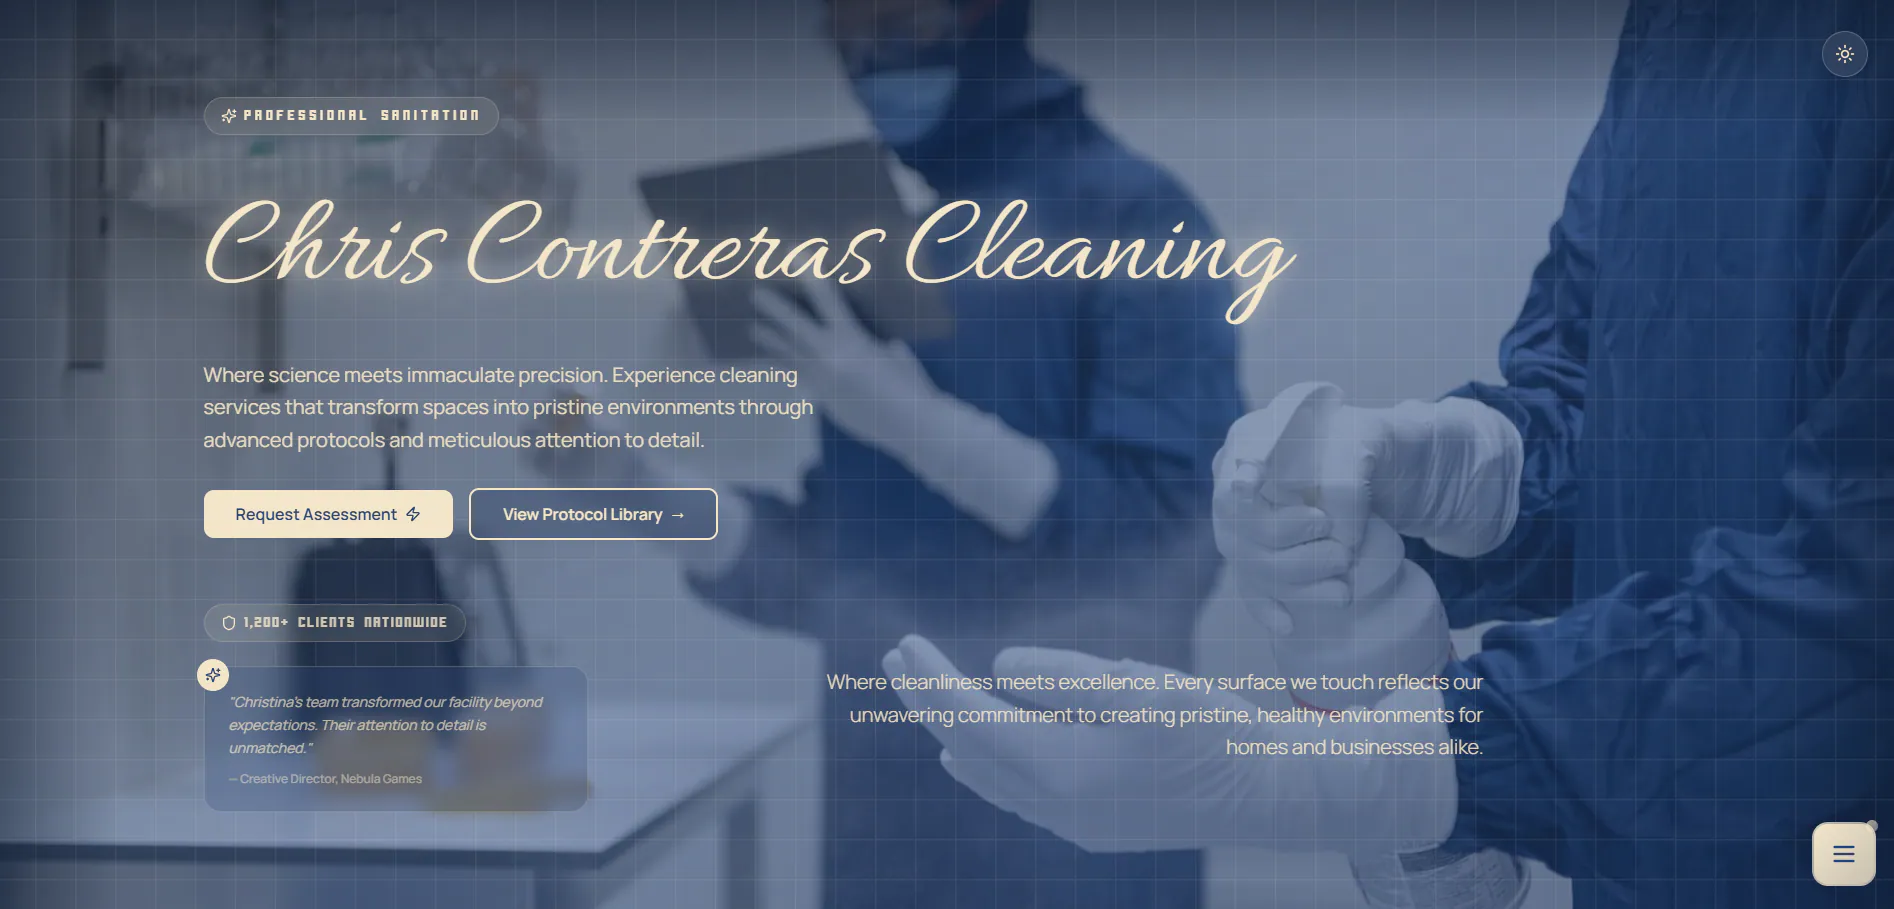 PROFESSIONAL SANITATION
Chris Contreras Cleaning
Where science meets immaculate precision. Experience cleaning
services that transform spaces into pristine environments through
advanced protocols and meticulous attention to detail.
Request Assessment
View Protocol Library →
1,200+ CLIENTS NATIONWIDE
"Christina's team transformed our facility beyond
expectations. Their attention to detail is
unmatched."
— Creative Director, Nebula Games
Where cleanliness meets excellence. Every surface we touch reflects our
unwavering commitment to creating pristine, healthy environments for
homes and businesses alike.